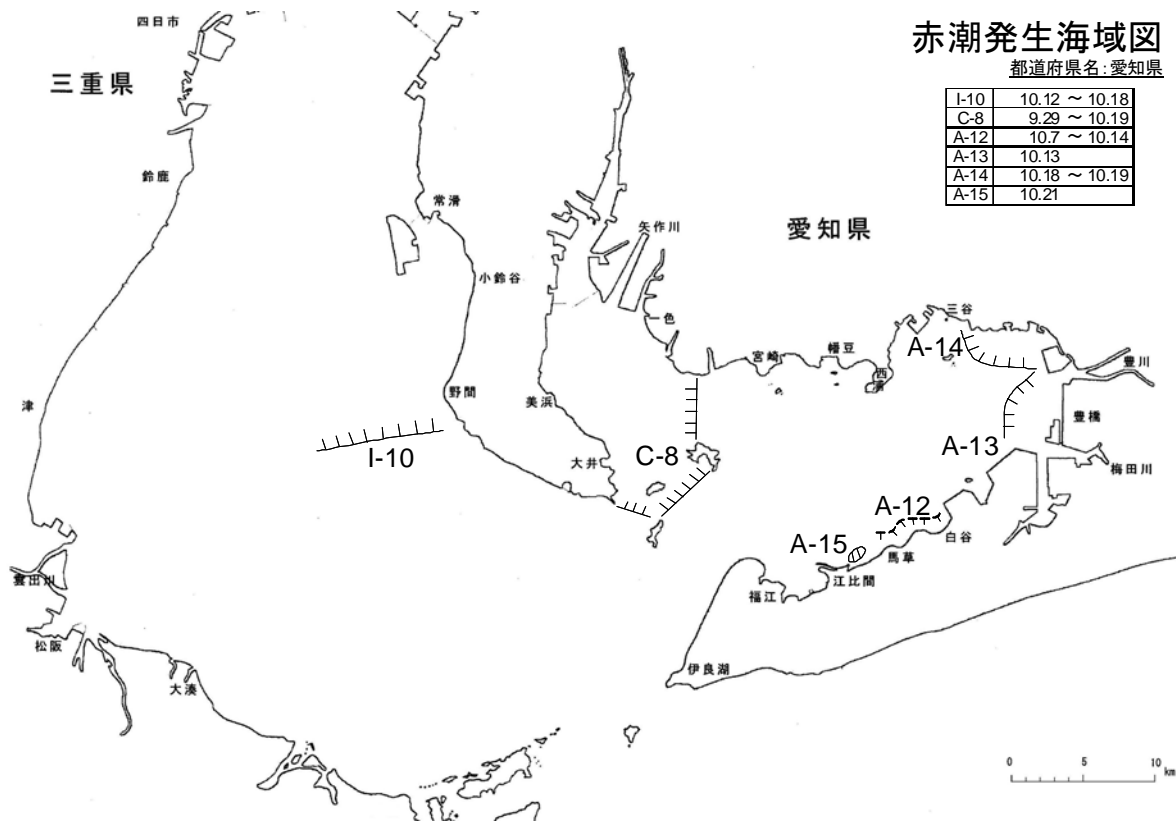 赤潮発生海域図
都道府県名：愛知県
I-10 10.12 ～ 10.18
C-8 9.29 ～ 10.19
A-12 10.7 ～ 10.14
A-13 10.13
A-14 10.18 ～ 10.19
A-15 10.21
四日市
三重県
鈴鹿
常滑
矢作川
愛知県
小鈴谷
三谷
一色
A-14
幡豆
宮崎
豊川
津
野間
美浜
豊橋
I-10
大井
C-8
A-13
梅田川
A-12
白谷
A-15
馬草
江比間
雲出川
福江
松阪
伊良湖
大湊
0 5 10
km